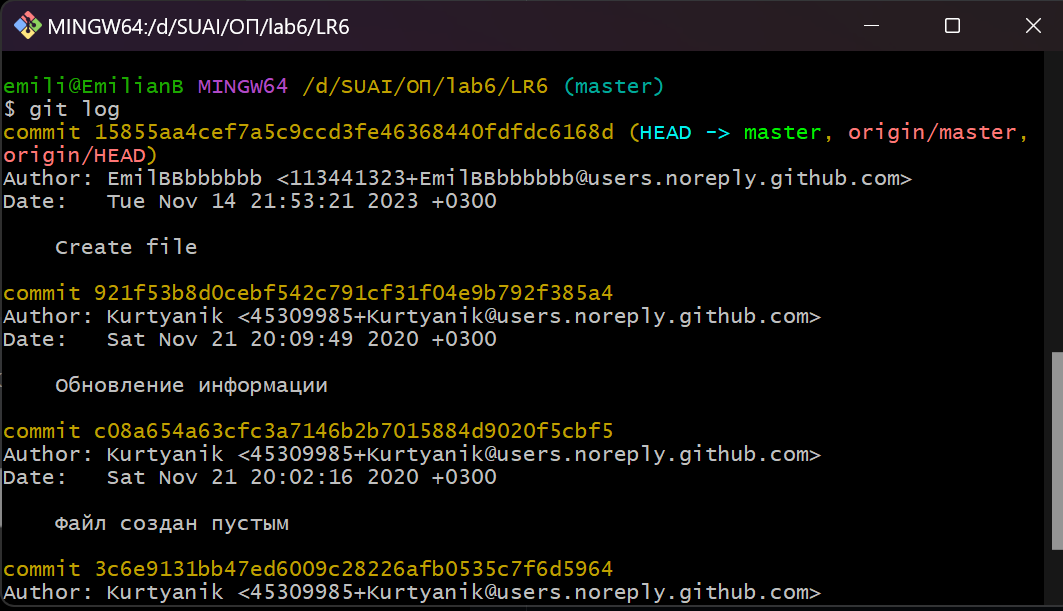 MINGW64:/d/SUAI/ОП/lab6/LR6
emili@EmilianB MINGW64 /d/SUAI/ОП/lab6/LR6 (master)
$ git log
commit 15855aa4cef7a5c9ccd3fe46368440fdfdc6168d (HEAD -> master, origin/master,
origin/HEAD)
Author: EmilBBbbbbbb <113441323+EmilBBbbbbbb@users.noreply.github.com>
Date:   Tue Nov 14 21:53:21 2023 +0300
Create file
commit 921f53b8d0cebf542c791cf31f04e9b792f385a4
Author: Kurtyanik <45309985+Kurtyanik@users.noreply.github.com>
Date:   Sat Nov 21 20:09:49 2020 +0300
Обновление информации
commit c08a654a63cfc3a7146b2b7015884d9020f5cbf5
Author: Kurtyanik <45309985+Kurtyanik@users.noreply.github.com>
Date:   Sat Nov 21 20:02:16 2020 +0300
Файл создан пустым
commit 3c6e9131bb47ed6009c28226afb0535c7f6d5964
Author: Kurtyanik <45309985+Kurtyanik@users.noreply.github.com>